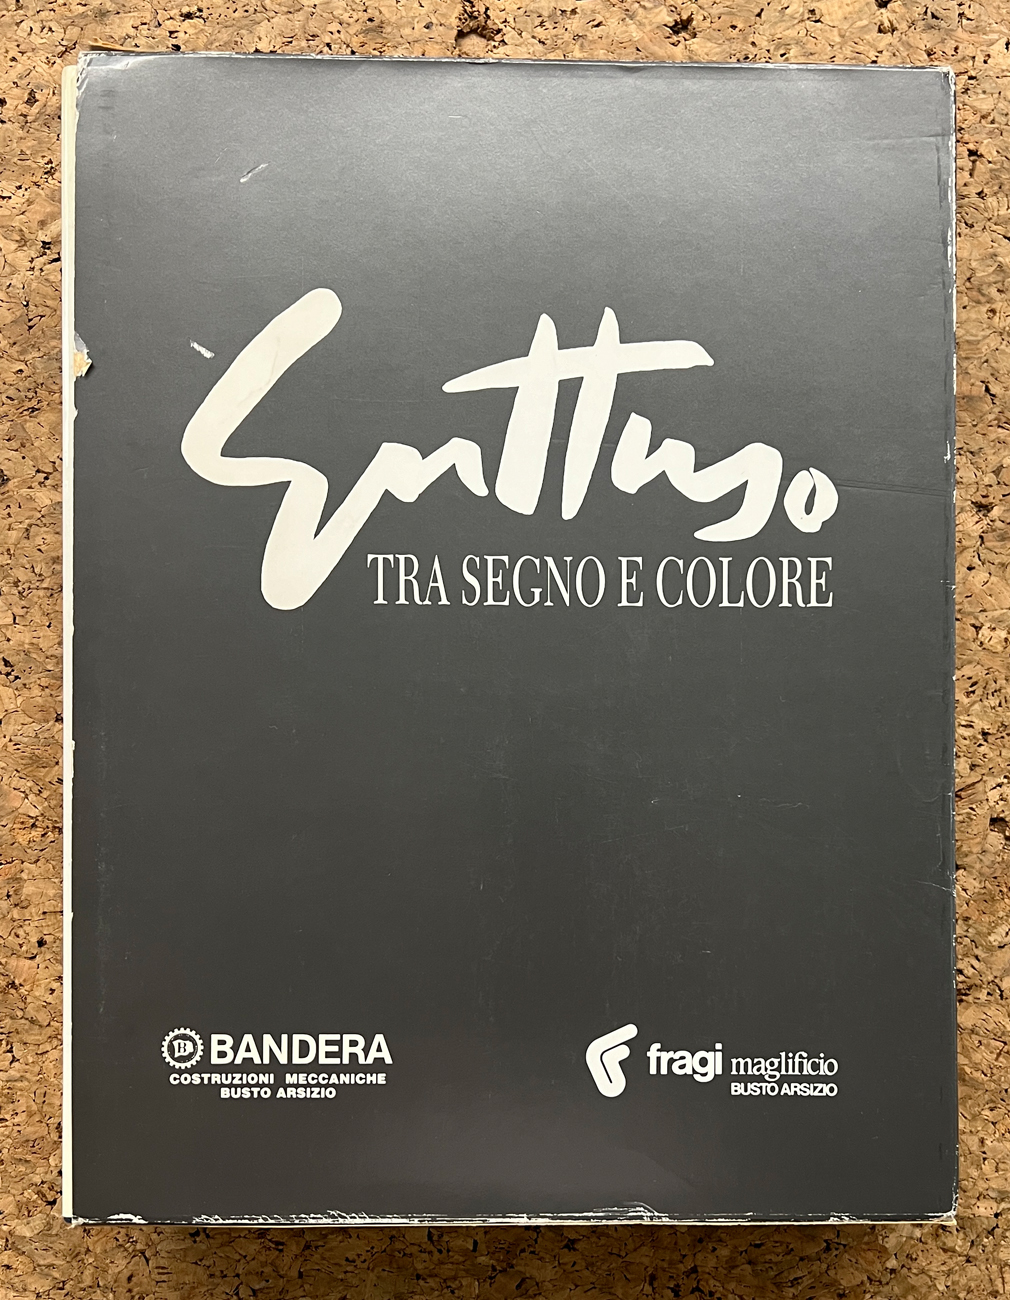 Guttuso
TRA SEGNO E COLORE
B BANDERA
COSTRUZIONI MECCANICHE
BUSTO ARSIZIO
fragi maglificio
BUSTO ARSIZIO